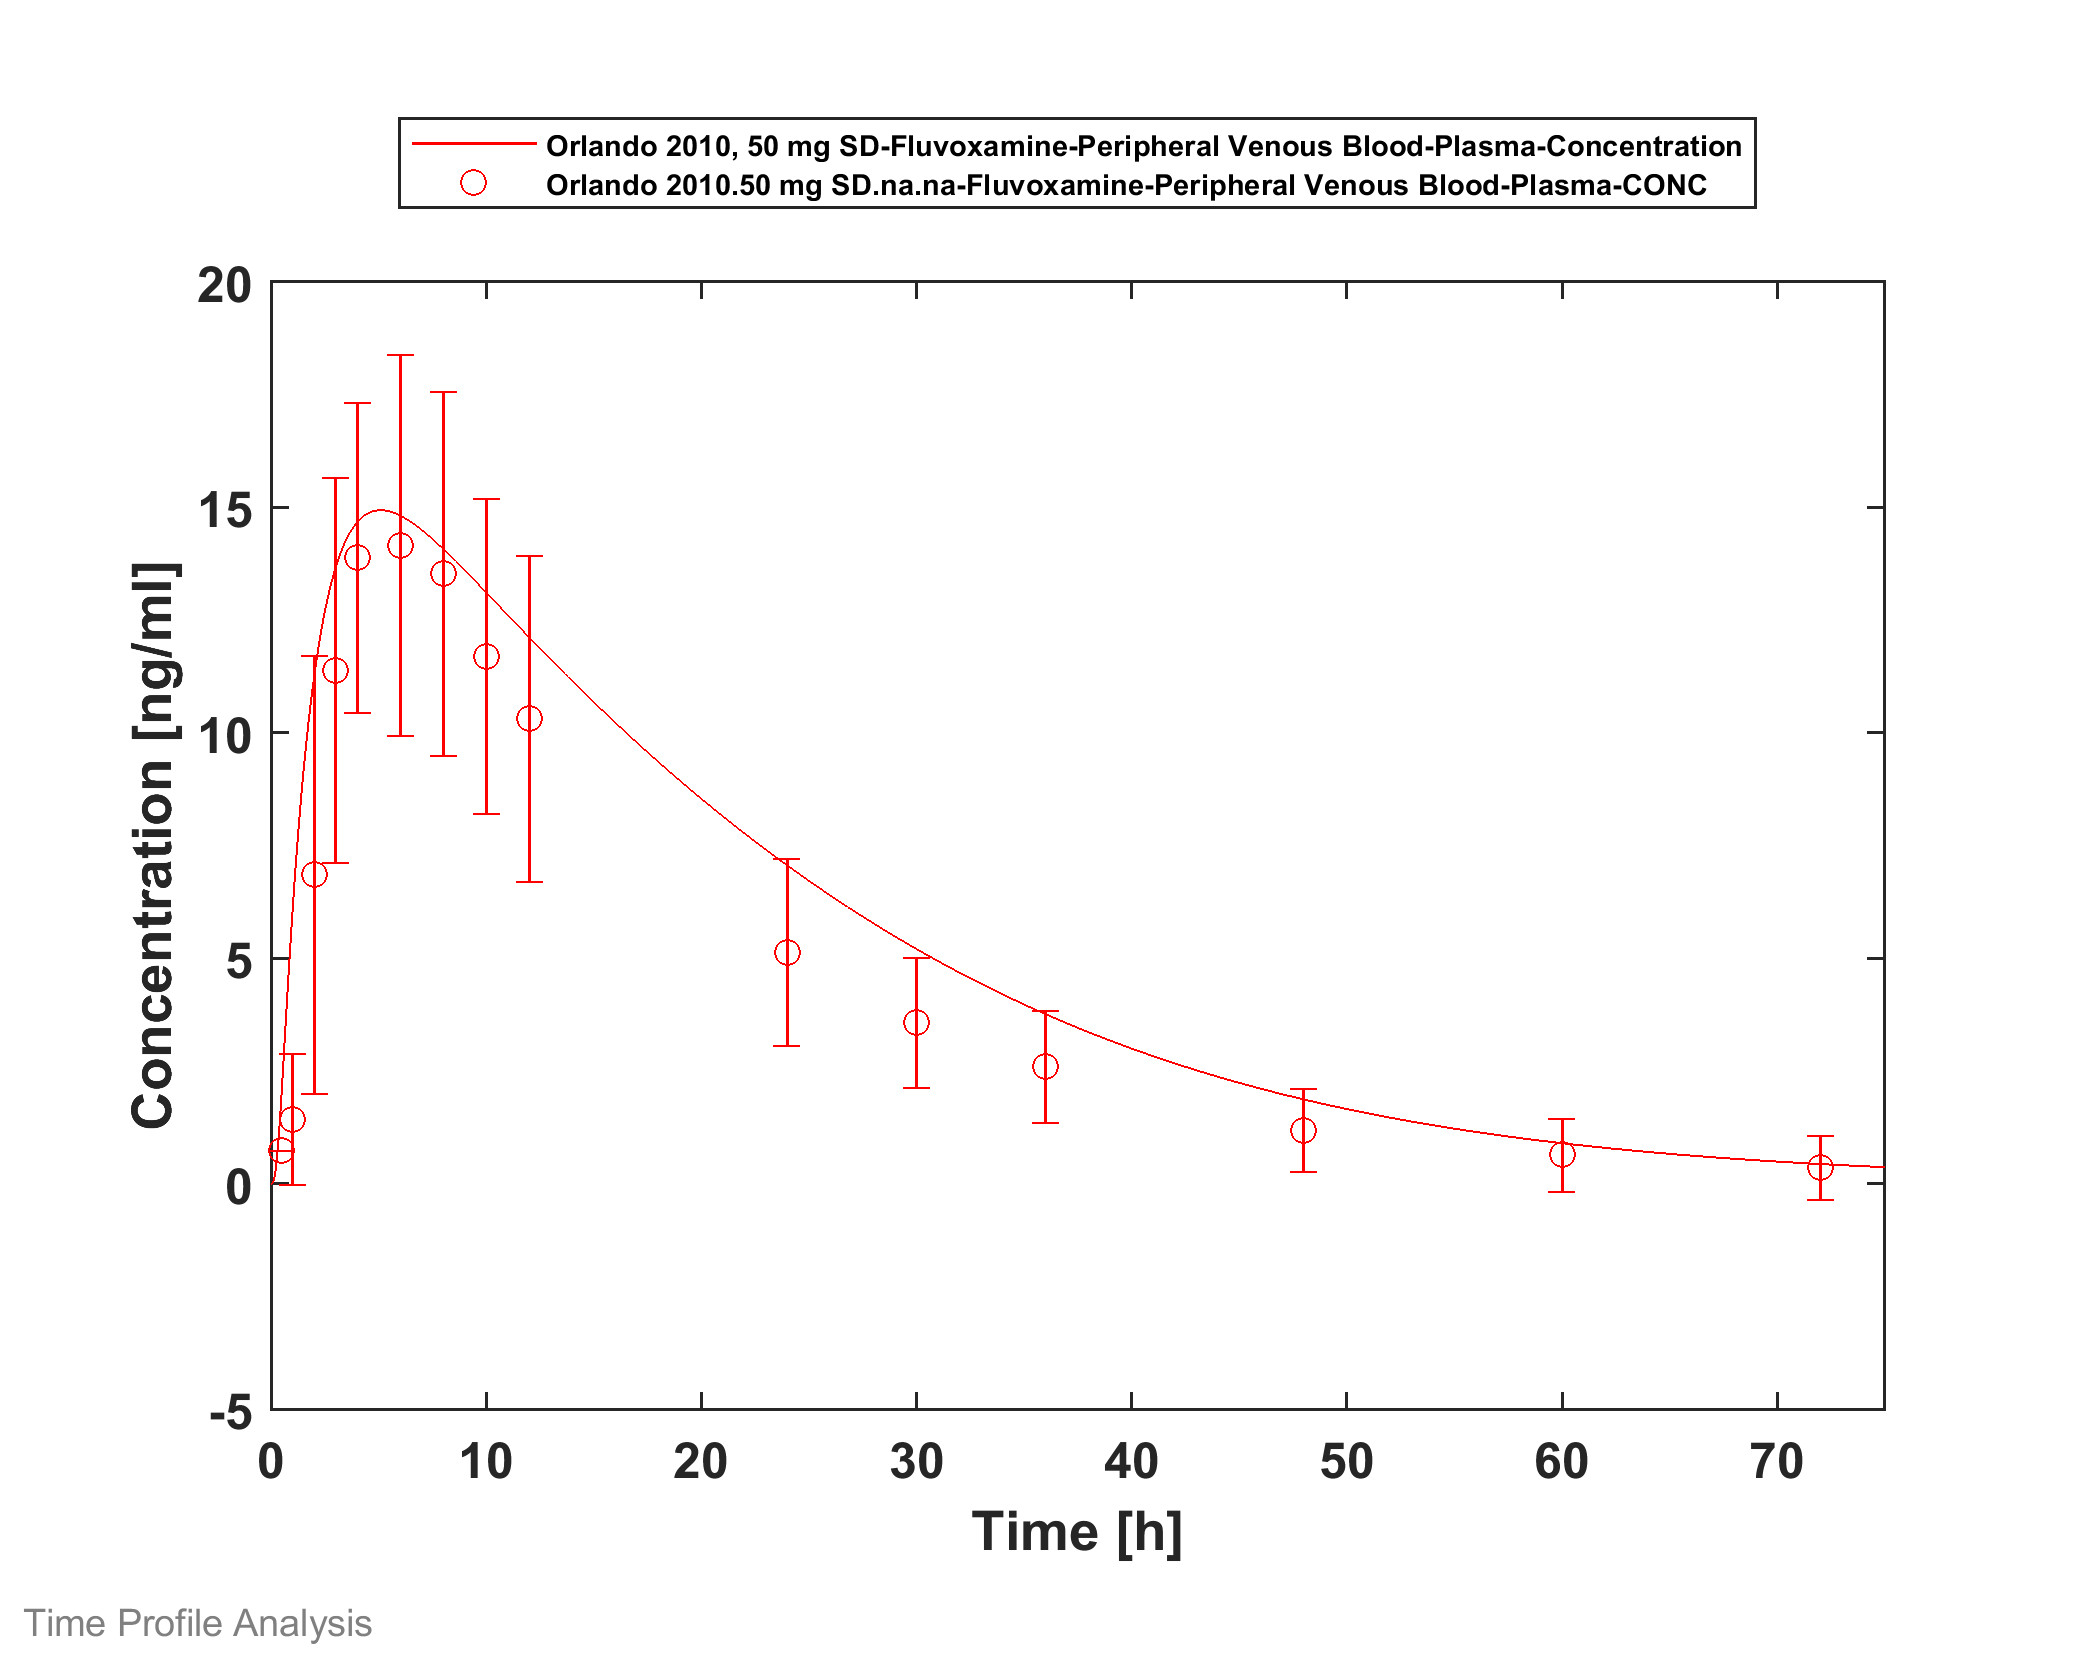 Orlando 2010, 50 mg SD-Fluvoxamine-Peripheral Venous Blood-Plasma-Concentration
Orlando 2010.50 mg SD.na.na-Fluvoxamine-Peripheral Venous Blood-Plasma-CONC
20
15
10
5
0
-5
Concentration [ng/ml]
0 10 20 30 40 50 60 70
Time [h]
Time Profile Analysis